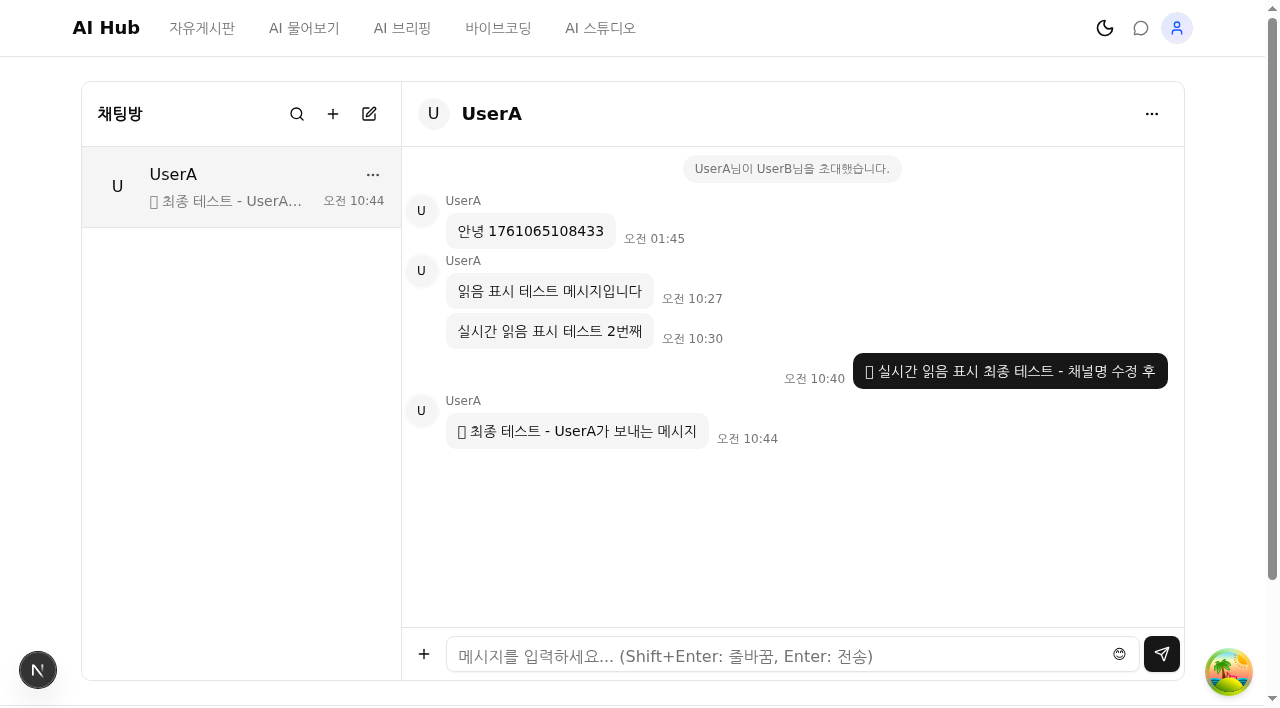 AI Hub 자유게시판 AI 물어보기 AI 브리핑 바이브코딩 AI 스튜디오
채팅방
U UserA
U UserA
최종 테스트 - UserA... 오전 10:44
UserA님이 UserB님을 초대했습니다.
UserA
U 안녕 1761065108433 오전 01:45
UserA
U 읽음 표시 테스트 메시지입니다 오전 10:27
실시간 읽음 표시 테스트 2번째 오전 10:30
오전 10:40 실시간 읽음 표시 최종 테스트 - 채널명 수정 후
UserA
U 최종 테스트 - UserA가 보내는 메시지 오전 10:44
메시지를 입력하세요... (Shift+Enter: 줄바꿈, Enter: 전송)
N